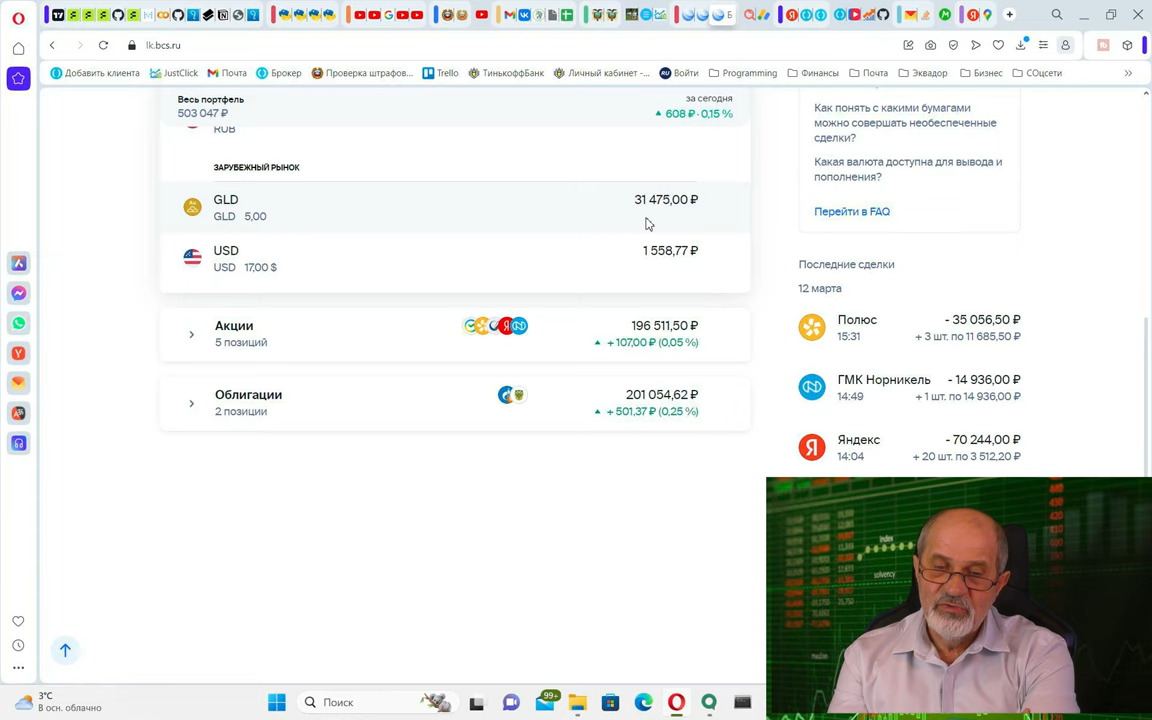 lk.bcs.ru
Добавить клиента
JustClick
Почта
Брокер
Проверка штрафов...
Trello
ТинькоффБанк
Личный кабинет -...
Войти
Programming
Финансы
Почта
Эквадор
Бизнес
СОцсети
Весь портфель
503 047 ₽
за сегодня
608 ₽ · 0,15 %
RUB
ЗАРУБЕЖНЫЙ РЫНОК
GLD
GLD 5,00
31 475,00 ₽
USD
USD 17,00 $
1 558,77 ₽
Акции
5 позиций
196 511,50 ₽
+ 107,00 ₽ (0,05 %)
Облигации
2 позиции
201 054,62 ₽
+ 501,37 ₽ (0,25 %)
Как понять с какими бумагами
можно совершать необеспеченные
сделки?
Какая валюта доступна для вывода и
пополнения?
Перейти в FAQ
Последние сделки
12 марта
Полюс
- 35 056,50 ₽
15:31
+ 3 шт. по 11 685,50 ₽
ГМК Норникель
- 14 936,00 ₽
14:49
+ 1 шт. по 14 936,00 ₽
Яндекс
- 70 244,00 ₽
14:04
+ 20 шт. по 3 512,20 ₽
index
solvency
3°C
В осн. облачно
Поиск
99+